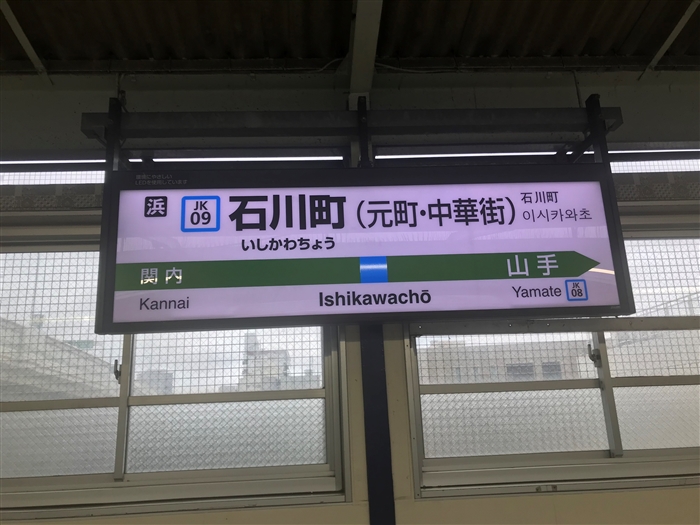 浜
JK
09
石川町（元町・中華街）
いしかわちょう
石川町
이시카와초
関内
山手
Kannai
Ishikawachō
Yamate
JK
08